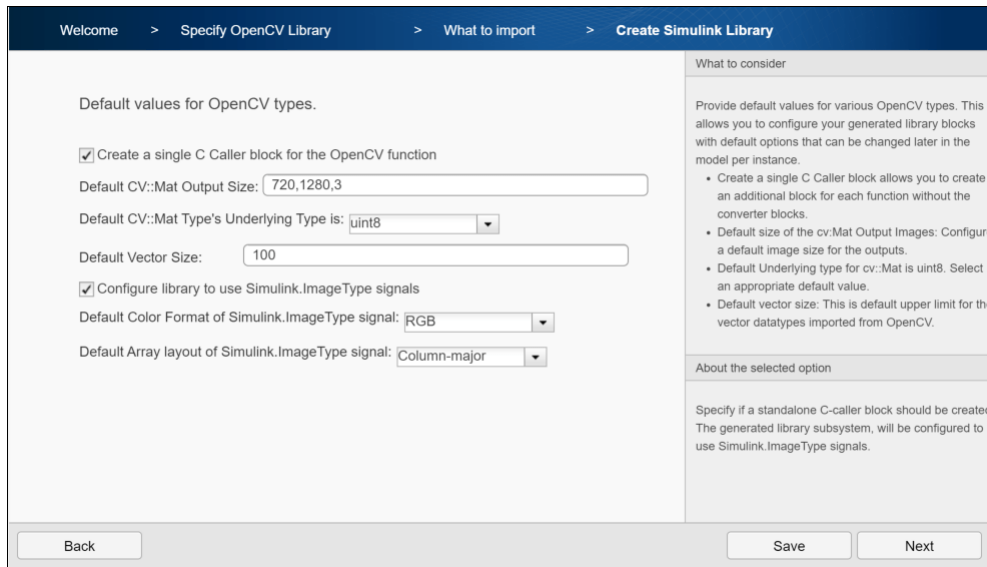 Welcome > Specify OpenCV Library > What to import > Create Simulink Library
Default values for OpenCV types.
Create a single C Caller block for the OpenCV function
Default CV::Mat Output Size: 720,1280,3
Default CV::Mat Type's Underlying Type is: uint8
Default Vector Size: 100
Configure library to use Simulink.ImageType signals
Default Color Format of Simulink.ImageType signal: RGB
Default Array layout of Simulink.ImageType signal: Column-major
What to consider
Provide default values for various OpenCV types. This
allows you to configure your generated library blocks
with default options that can be changed later in the
model per instance.
• Create a single C Caller block allows you to create
an additional block for each function without the
converter blocks.
• Default size of the cv:Mat Output Images: Configur
a default image size for the outputs.
• Default Underlying type for cv::Mat is uint8. Select
an appropriate default value.
• Default vector size: This is default upper limit for th
vector datatypes imported from OpenCV.
About the selected option
Specify if a standalone C-caller block should be create
The generated library subsystem, will be configured to
use Simulink.ImageType signals.
Back Save Next